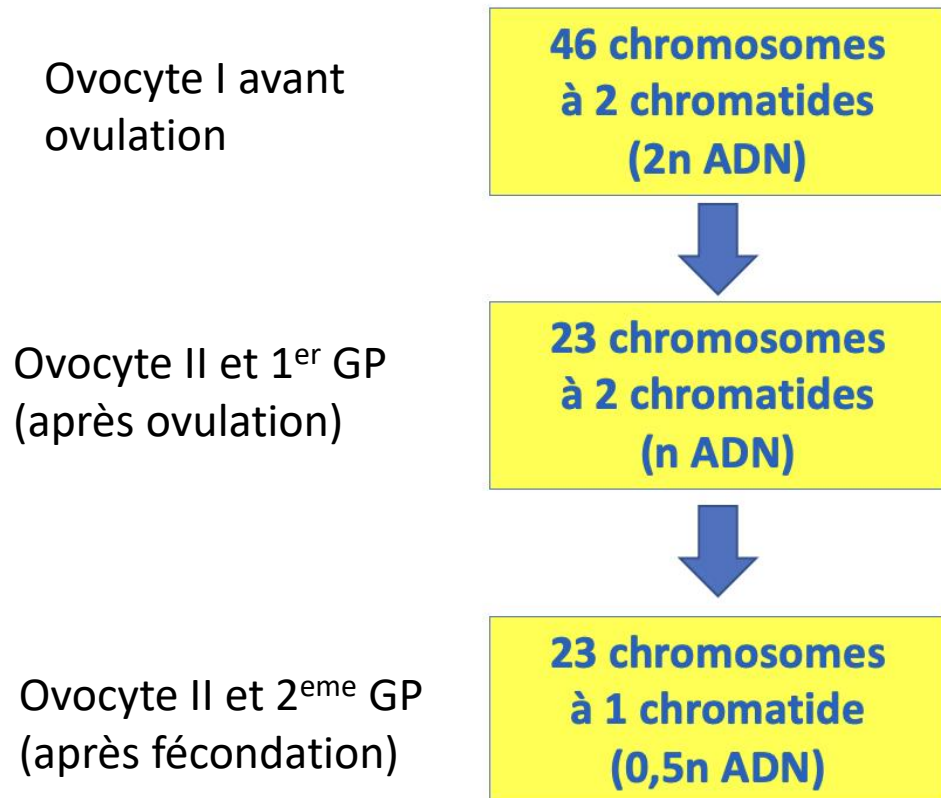 Ovocyte I avant
ovulation
46 chromosomes
à 2 chromatides
(2n ADN)
Ovocyte II et 1er GP
(après ovulation)
23 chromosomes
à 2 chromatides
(n ADN)
Ovocyte II et 2eme GP
(après fécondation)
23 chromosomes
à 1 chromatide
(0,5n ADN)